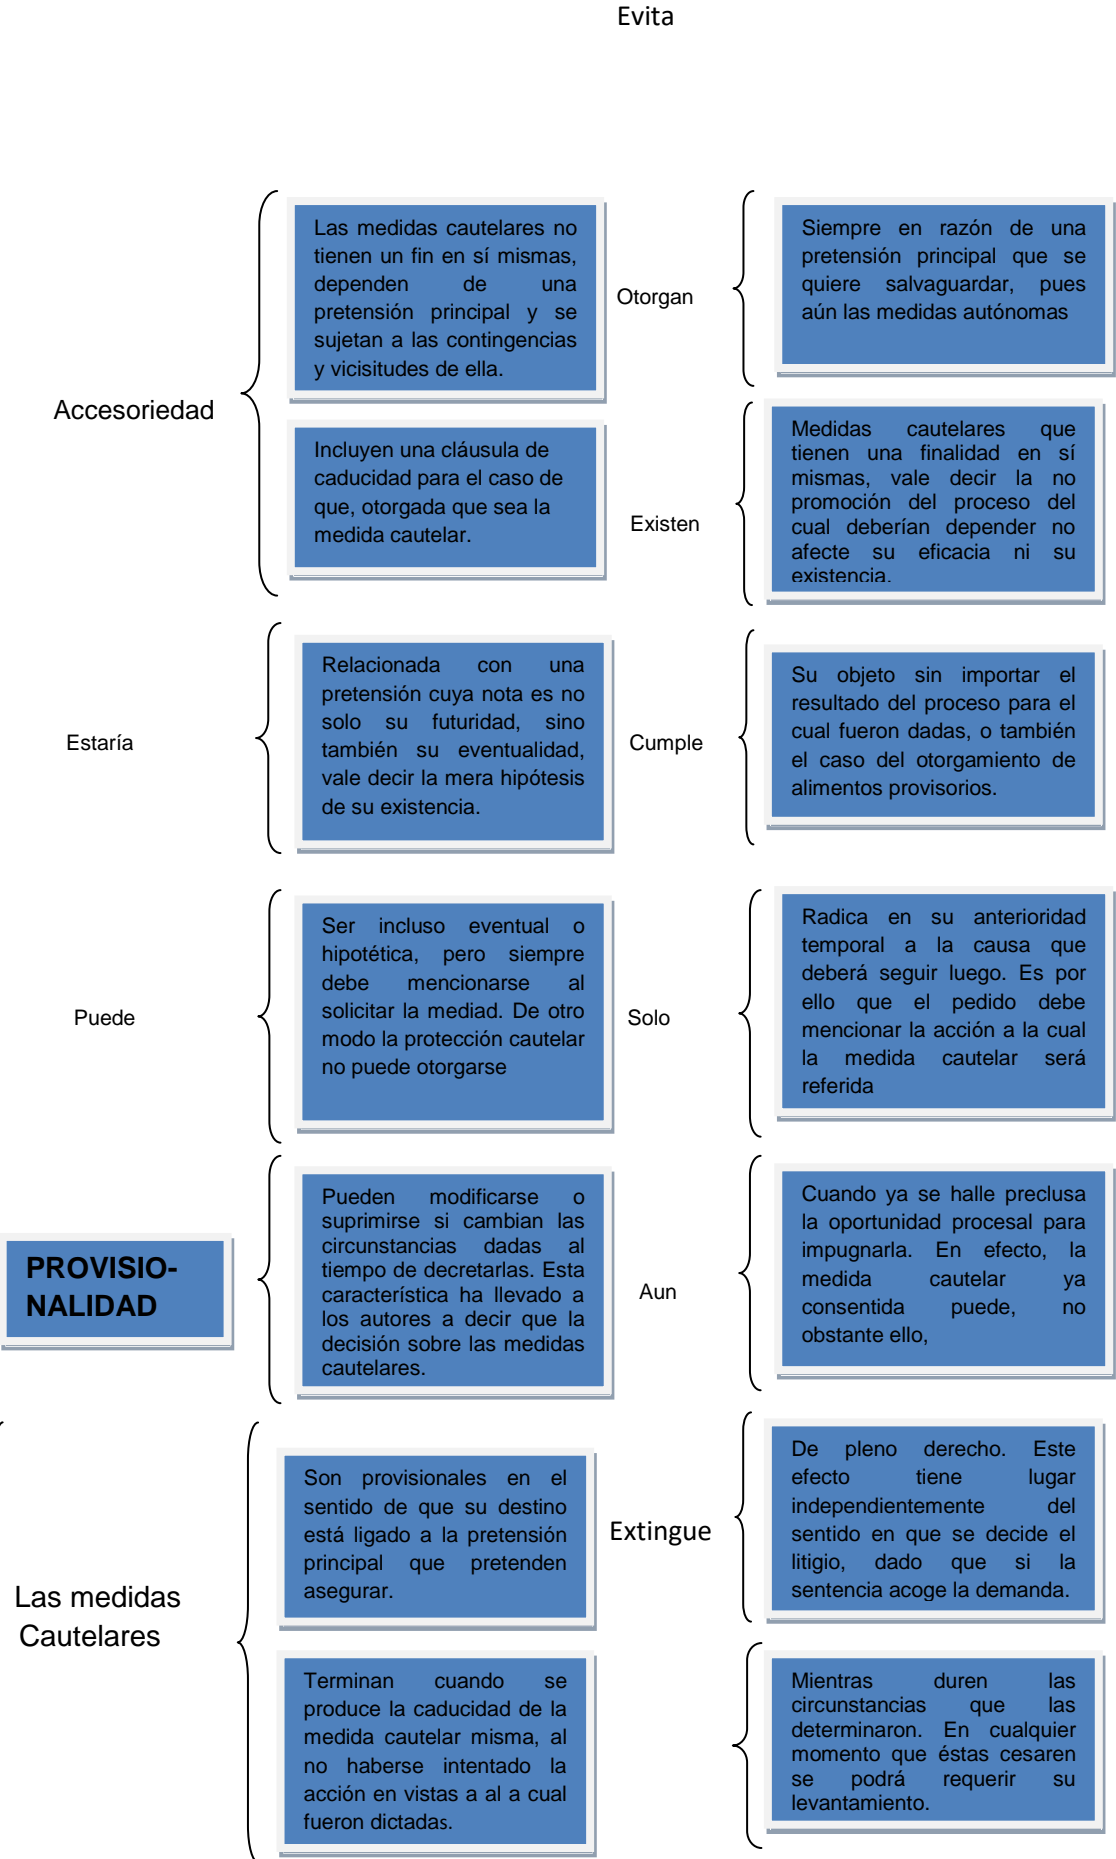 Evita
Accesoriedad
Las medidas cautelares no
tienen un fin en sí mismas,
dependen de una
pretensión principal y se
sujetan a las contingencias
y vicisitudes de ella.
Otorgan
Siempre en razón de una
pretensión principal que se
quiere salvaguardar, pues
aún las medidas autónomas
Incluyen una cláusula de
caducidad para el caso de
que, otorgada que sea la
medida cautelar.
Existen
Medidas cautelares que
tienen una finalidad en sí
mismas, vale decir la no
promoción del proceso del
cual deberían depender no
afecte su eficacia ni su
existencia.
Estaría
Relacionada con una
pretensión cuya nota es no
solo su futuridad, sino
también su eventualidad,
vale decir la mera hipótesis
de su existencia.
Cumple
Su objeto sin importar el
resultado del proceso para el
cual fueron dadas, o también
el caso del otorgamiento de
alimentos provisorios.
Puede
Ser incluso eventual o
hipotética, pero siempre
debe mencionarse al
solicitar la mediad. De otro
modo la protección cautelar
no puede otorgarse
Solo
Radica en su anterioridad
temporal a la causa que
deberá seguir luego. Es por
ello que el pedido debe
mencionar la acción a la cual
la medida cautelar será
referida
PROVISIO-
NALIDAD
Pueden modificarse o
suprimirse si cambian las
circunstancias dadas al
tiempo de decretarlas. Esta
característica ha llevado a
los autores a decir que la
decisión sobre las medidas
cautelares.
Aun
Cuando ya se halle preclusa
la oportunidad procesal para
impugnarla. En efecto, la
medida cautelar ya
consentida puede, no
obstante ello,
Las medidas
Cautelares
Son provisionales en el
sentido de que su destino
está ligado a la pretensión
principal que pretenden
asegurar.
Extingue
De pleno derecho. Este
efecto tiene lugar
independientemente del
sentido en que se decide el
litigio, dado que si la
sentencia acoge la demanda.
Terminan cuando se
produce la caducidad de la
medida cautelar misma, al
no haberse intentado la
acción en vistas a al a cual
fueron dictadas.
Mientras duren las
circunstancias que las
determinaron. En cualquier
momento que éstas cesaren
se podrá requerir su
levantamiento.